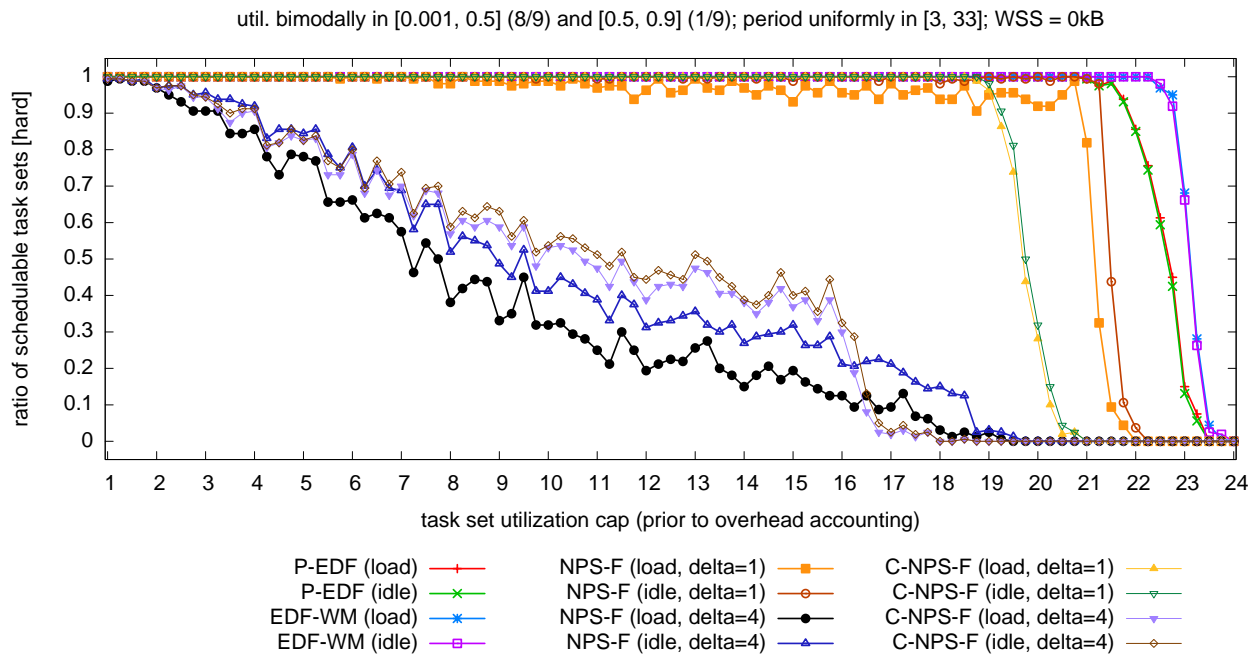 util. bimodally in [0.001, 0.5] (8/9) and [0.5, 0.9] (1/9); period uniformly in [3, 33]; WSS = 0kB
ratio of schedulable task sets [hard]
1
0.9
0.8
0.7
0.6
0.5
0.4
0.3
0.2
0.1
0
1 2 3 4 5 6 7 8 9 10 11 12 13 14 15 16 17 18 19 20 21 22 23 24
task set utilization cap (prior to overhead accounting)
P-EDF (load) NPS-F (load, delta=1) C-NPS-F (load, delta=1)
P-EDF (idle) NPS-F (idle, delta=1) C-NPS-F (idle, delta=1)
EDF-WM (load) NPS-F (load, delta=4) C-NPS-F (load, delta=4)
EDF-WM (idle) NPS-F (idle, delta=4) C-NPS-F (idle, delta=4)